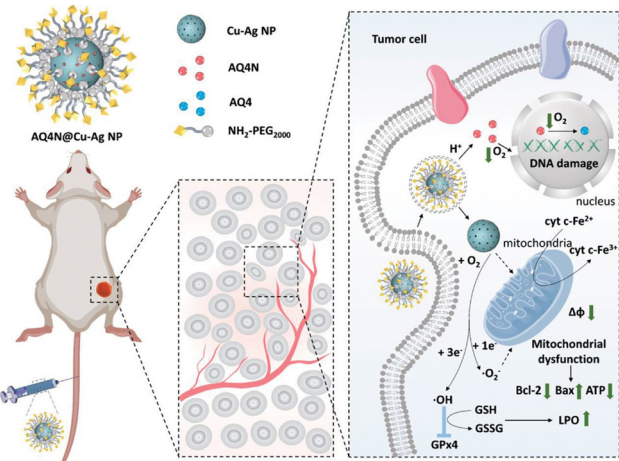 Cu-Ag NP
AQ4N
AQ4
NH₂-PEG₂₀₀₀
AQ4N@Cu-Ag NP
Tumor cell
H⁺
O₂
O₂
DNA damage
nucleus
cyt c-Fe²⁺
mitochondria
cyt c-Fe³⁺
+ O₂
Δϕ
+ 3e⁻
+ 1e⁻
·O₂⁻
Mitochondrial
dysfunction
Bcl-2 Bax ATP
·OH
GSH
GSSG
LPO
GPx4